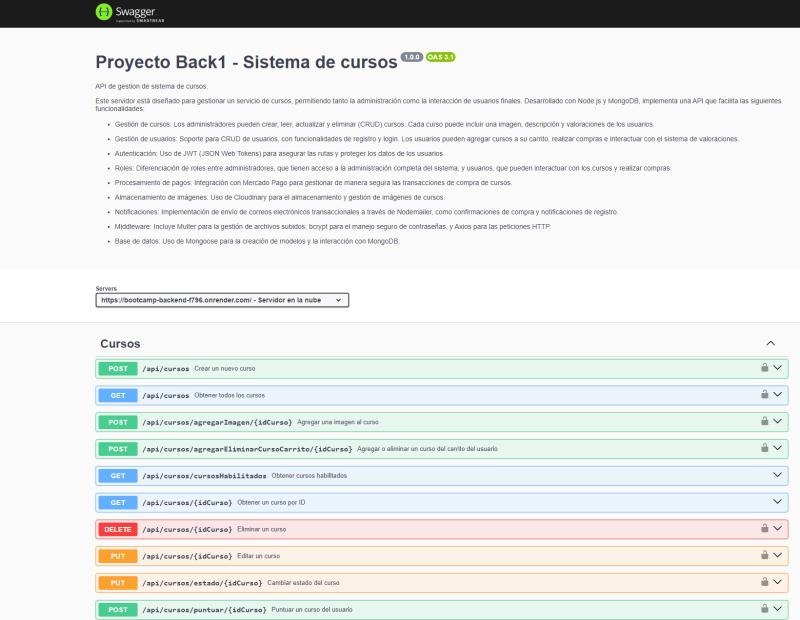 Swagger
supported by SMARTBEAR
Proyecto Back1 - Sistema de cursos 1.0.0 OAS 3.1
API de gestion de sistema de cursos.
Este servidor está diseñado para gestionar un servicio de cursos, permitiendo tanto la administración como la interacción de usuarios finales. Desarrollado con Node.js y MongoDB, implementa una API que facilita las siguientes
funcionalidades:
• Gestión de cursos: Los administradores pueden crear, leer, actualizar y eliminar (CRUD) cursos. Cada curso puede incluir una imagen, descripción y valoraciones de los usuarios.
• Gestión de usuarios: Soporte para CRUD de usuarios, con funcionalidades de registro y login. Los usuarios pueden agregar cursos a su carrito, realizar compras e interactuar con el sistema de valoraciones.
• Autenticación: Uso de JWT (JSON Web Tokens) para asegurar las rutas y proteger los datos de los usuarios.
• Roles: Diferenciación de roles entre administradores, que tienen acceso a la administración completa del sistema, y usuarios, que pueden interactuar con los cursos y realizar compras.
• Procesamiento de pagos: Integración con Mercado Pago para gestionar de manera segura las transacciones de compra de cursos.
• Almacenamiento de imágenes: Uso de Cloudinary para el almacenamiento y gestión de imágenes de cursos.
• Notificaciones: Implementación de envío de correos electrónicos transaccionales a través de Nodemailer, como confirmaciones de compra y notificaciones de registro.
• Middleware: Incluye Multer para la gestión de archivos subidos, bcrypt para el manejo seguro de contraseñas, y Axios para las peticiones HTTP.
• Base de datos: Uso de Mongoose para la creación de modelos y la interacción con MongoDB.
Servers
https://bootcamp-backend-f796.onrender.com/ - Servidor en la nube
Cursos
POST /api/cursos Crear un nuevo curso
GET /api/cursos Obtener todos los cursos
POST /api/cursos/agregarImagen/{idCurso} Agregar una imagen al curso
POST /api/cursos/agregarEliminarCursoCarrito/{idCurso} Agregar o eliminar un curso del carrito del usuario
GET /api/cursos/cursosHabilitados Obtener cursos habilitados
GET /api/cursos/{idCurso} Obtener un curso por ID
DELETE /api/cursos/{idCurso} Eliminar un curso
PUT /api/cursos/{idCurso} Editar un curso
PUT /api/cursos/estado/{idCurso} Cambiar estado del curso
POST /api/cursos/puntuar/{idCurso} Puntuar un curso del usuario